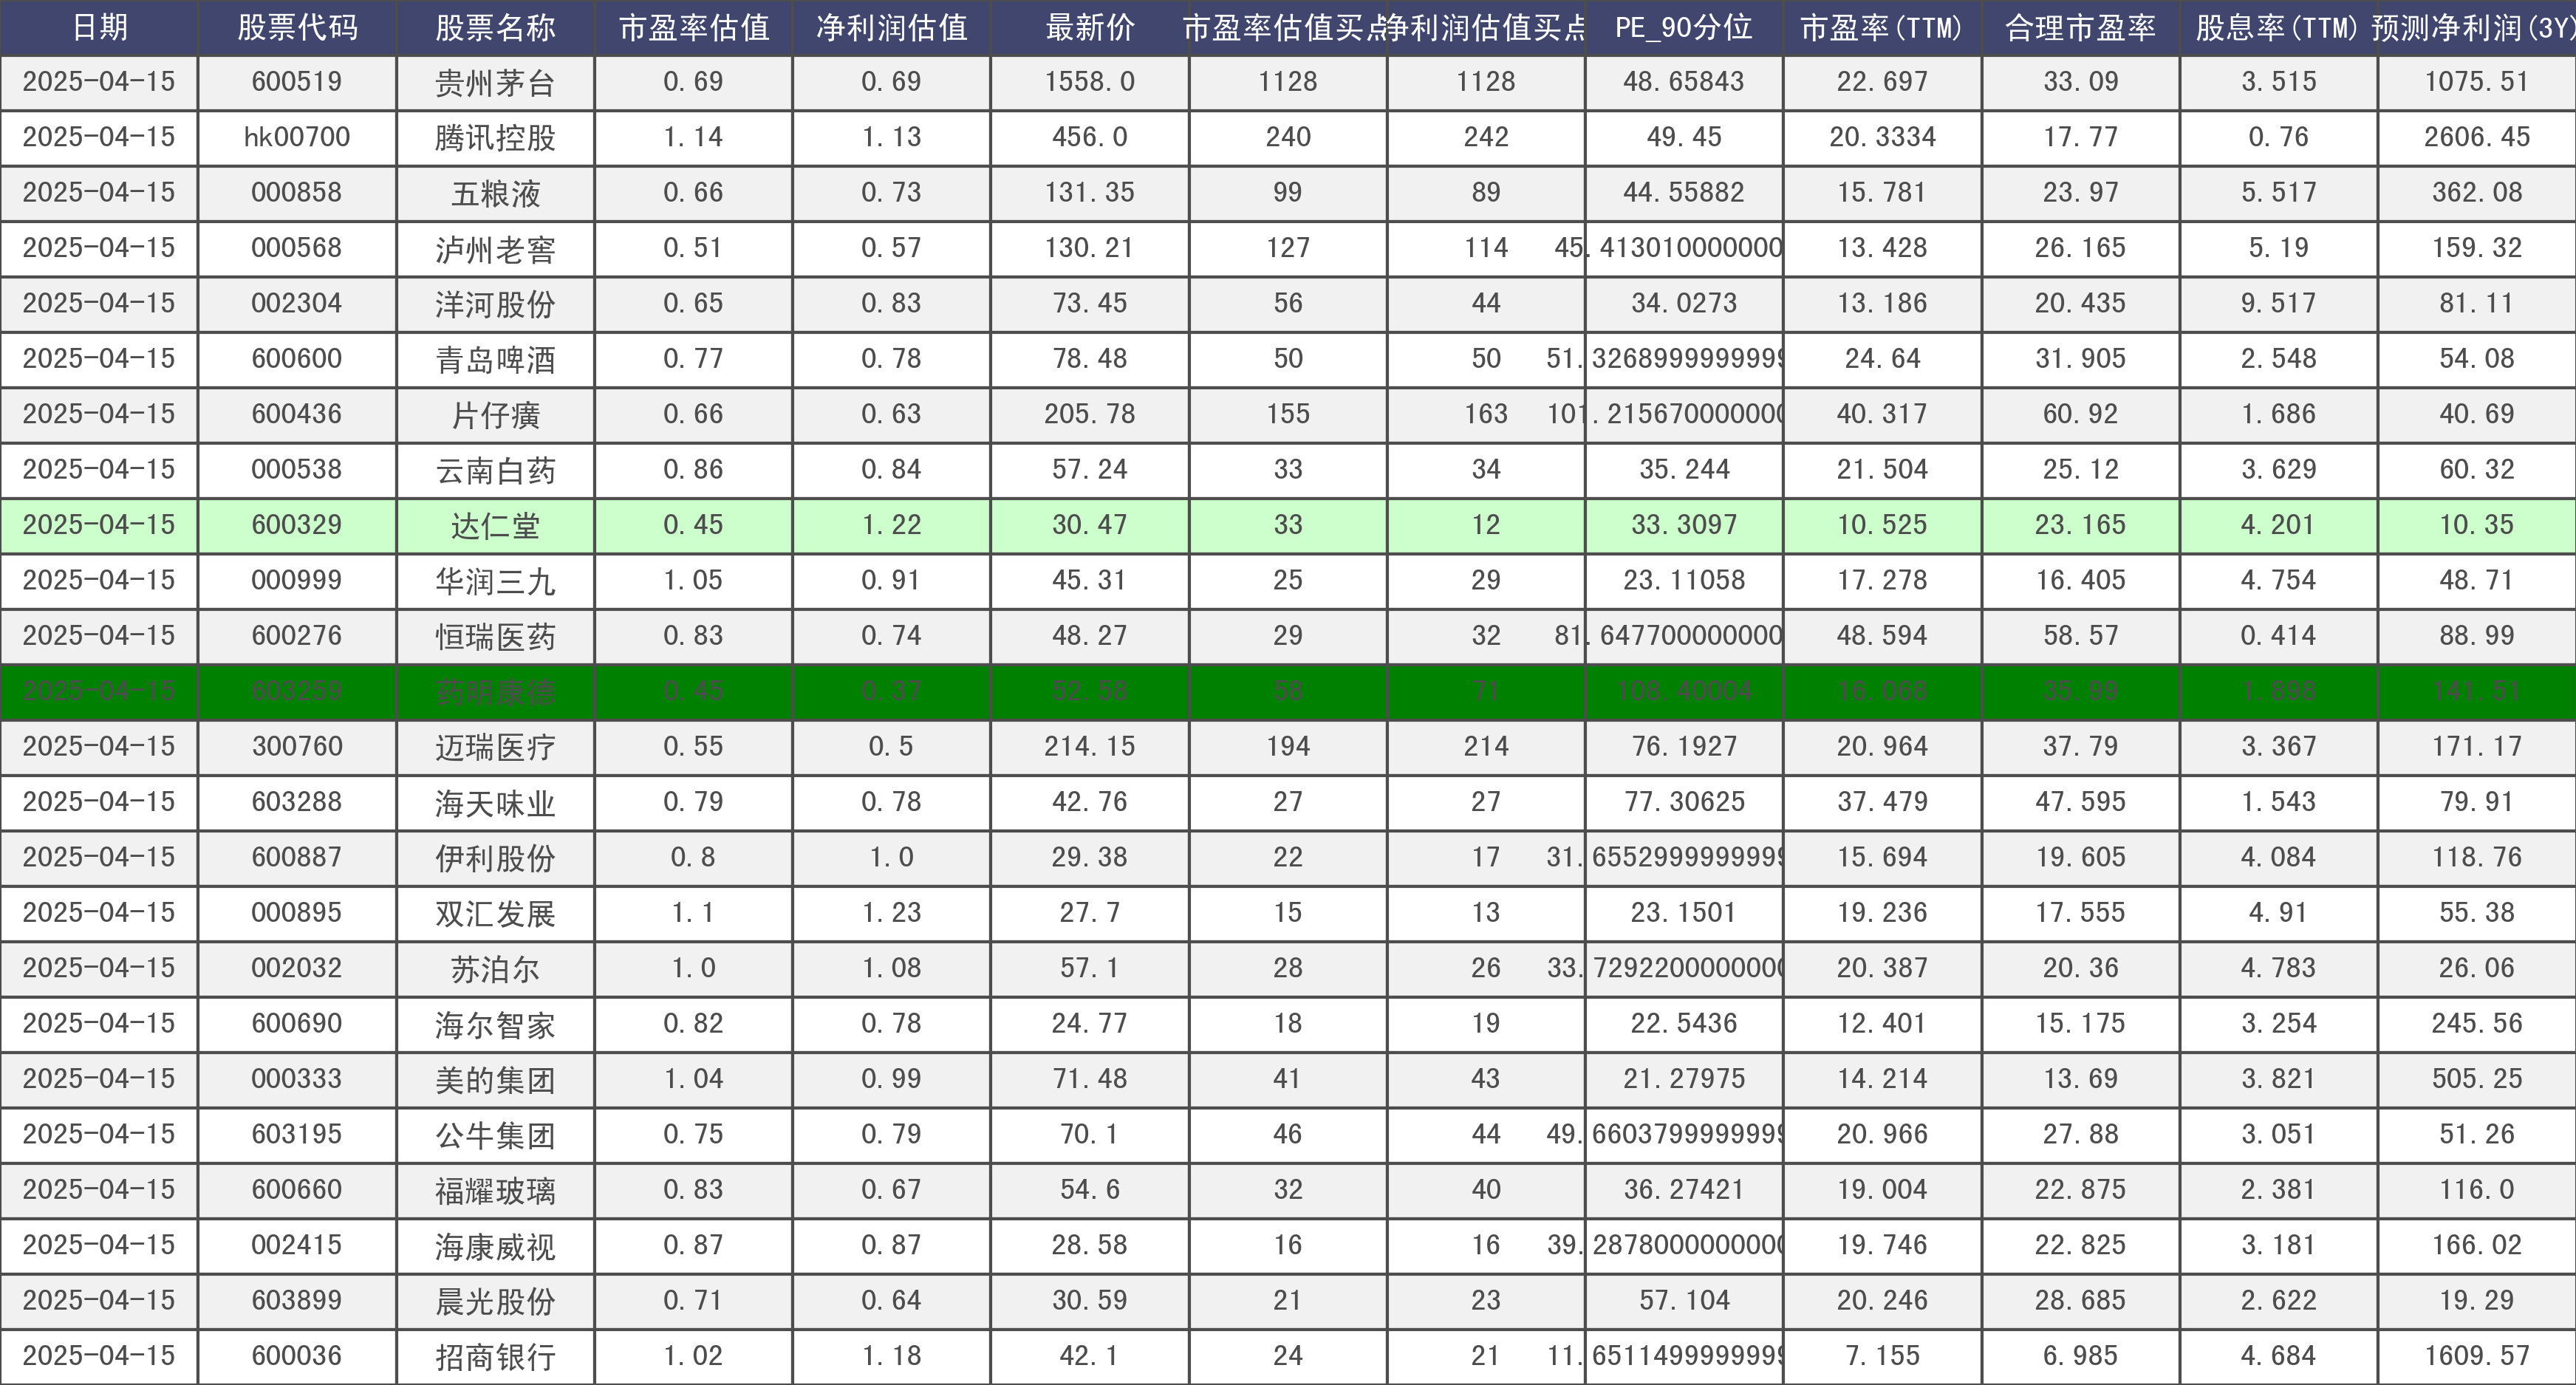 日期 股票代码 股票名称 市盈率估值 净利润估值 最新价 市盈率估值买点 净利润估值买点 PE_90分位 市盈率(TTM) 合理市盈率 股息率(TTM) 预测净利润(3Y)
2025-04-15 600519 贵州茅台 0.69 0.69 1558.0 1128 1128 48.65843 22.697 33.09 3.515 1075.51
2025-04-15 hk00700 腾讯控股 1.14 1.13 456.0 240 242 49.45 20.3334 17.77 0.76 2606.45
2025-04-15 000858 五粮液 0.66 0.73 131.35 99 89 44.55882 15.781 23.97 5.517 362.08
2025-04-15 000568 泸州老窖 0.51 0.57 130.21 127 114 45.413010000000 13.428 26.165 5.19 159.32
2025-04-15 002304 洋河股份 0.65 0.83 73.45 56 44 34.0273 13.186 20.435 9.517 81.11
2025-04-15 600600 青岛啤酒 0.77 0.78 78.48 50 50 51.3268999999999 24.64 31.905 2.548 54.08
2025-04-15 600436 片仔癀 0.66 0.63 205.78 155 163 101.215670000000 40.317 60.92 1.686 40.69
2025-04-15 000538 云南白药 0.86 0.84 57.24 33 34 35.244 21.504 25.12 3.629 60.32
2025-04-15 600329 达仁堂 0.45 1.22 30.47 33 12 33.3097 10.525 23.165 4.201 10.35
2025-04-15 000999 华润三九 1.05 0.91 45.31 25 29 23.11058 17.278 16.405 4.754 48.71
2025-04-15 600276 恒瑞医药 0.83 0.74 48.27 29 32 81.647700000000 48.594 58.57 0.414 88.99
2025-04-15 603259 药明康德 0.45 0.37 52.58 58 71 108.40004 16.068 35.99 1.898 141.51
2025-04-15 300760 迈瑞医疗 0.55 0.5 214.15 194 214 76.1927 20.964 37.79 3.367 171.17
2025-04-15 603288 海天味业 0.79 0.78 42.76 27 27 77.30625 37.479 47.595 1.543 79.91
2025-04-15 600887 伊利股份 0.8 1.0 29.38 22 17 31.6552999999999 15.694 19.605 4.084 118.76
2025-04-15 000895 双汇发展 1.1 1.23 27.7 15 13 23.1501 19.236 17.555 4.91 55.38
2025-04-15 002032 苏泊尔 1.0 1.08 57.1 28 26 33.7292200000000 20.387 20.36 4.783 26.06
2025-04-15 600690 海尔智家 0.82 0.78 24.77 18 19 22.5436 12.401 15.175 3.254 245.56
2025-04-15 000333 美的集团 1.04 0.99 71.48 41 43 21.27975 14.214 13.69 3.821 505.25
2025-04-15 603195 公牛集团 0.75 0.79 70.1 46 44 49.6603799999999 20.966 27.88 3.051 51.26
2025-04-15 600660 福耀玻璃 0.83 0.67 54.6 32 40 36.27421 19.004 22.875 2.381 116.0
2025-04-15 002415 海康威视 0.87 0.87 28.58 16 16 39.2878000000000 19.746 22.825 3.181 166.02
2025-04-15 603899 晨光股份 0.71 0.64 30.59 21 23 57.104 20.246 28.685 2.622 19.29
2025-04-15 600036 招商银行 1.02 1.18 42.1 24 21 11.6511499999999 7.155 6.985 4.684 1609.57